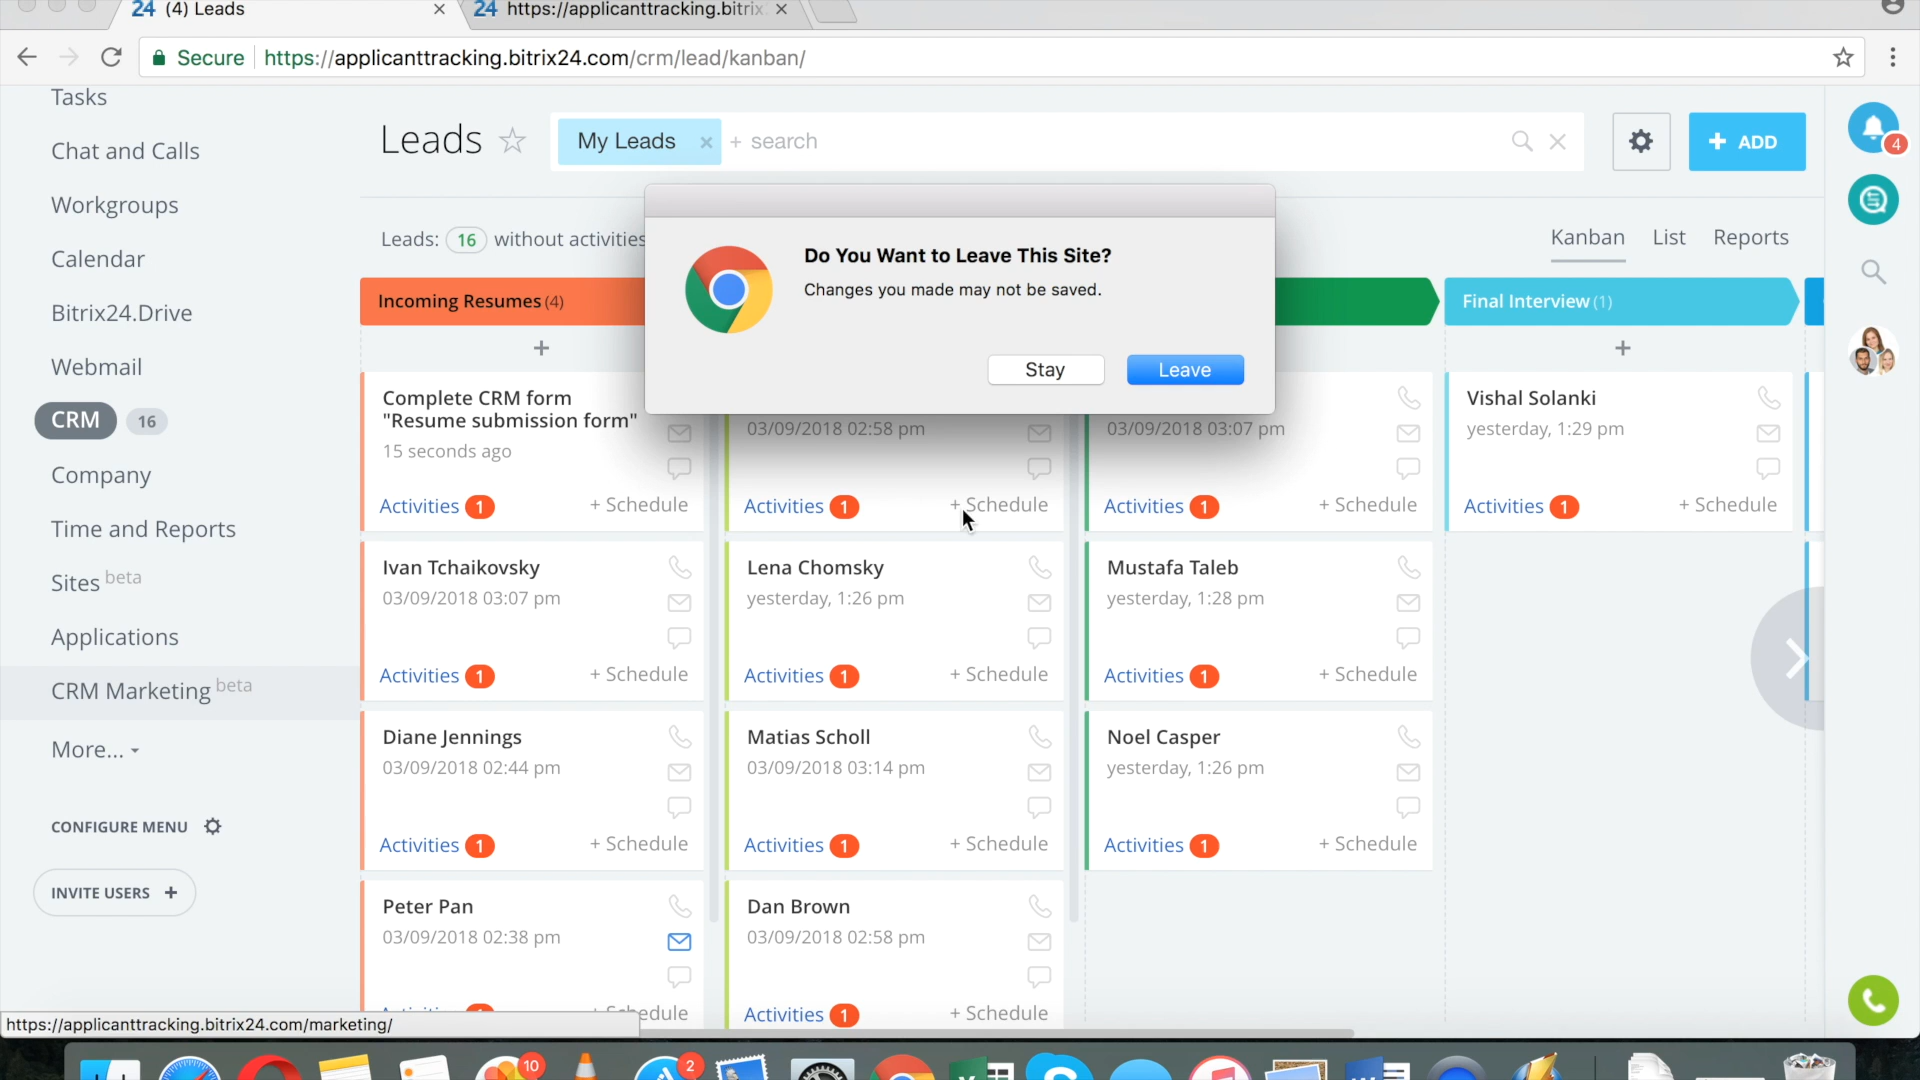 24 (4) Leads
24 https://applicanttracking.bitrix
Secure https://applicanttracking.bitrix24.com/crm/lead/kanban/
Tasks
Chat and Calls
Workgroups
Calendar
Bitrix24.Drive
Webmail
CRM 16
Company
Time and Reports
Sites beta
Applications
CRM Marketing beta
More...
CONFIGURE MENU
INVITE USERS +
Leads
My Leads
+ search
+ ADD
4
Leads: 16 without activities
Kanban List Reports
Do You Want to Leave This Site?
Changes you made may not be saved.
Stay Leave
Incoming Resumes (4)
+
Complete CRM form
"Resume submission form"
15 seconds ago
Activities 1 + Schedule
Ivan Tchaikovsky
03/09/2018 03:07 pm
Activities 1 + Schedule
Diane Jennings
03/09/2018 02:44 pm
Activities 1 + Schedule
Peter Pan
03/09/2018 02:38 pm
03/09/2018 02:58 pm
Activities 1 + Schedule
Lena Chomsky
yesterday, 1:26 pm
Activities 1 + Schedule
Matias Scholl
03/09/2018 03:14 pm
Activities 1 + Schedule
Dan Brown
03/09/2018 02:58 pm
Activities 1 + Schedule
03/09/2018 03:07 pm
Activities 1 + Schedule
Mustafa Taleb
yesterday, 1:28 pm
Activities 1 + Schedule
Noel Casper
yesterday, 1:26 pm
Activities 1 + Schedule
Final Interview (1)
+
Vishal Solanki
yesterday, 1:29 pm
Activities 1 + Schedule
https://applicanttracking.bitrix24.com/marketing/
10
2